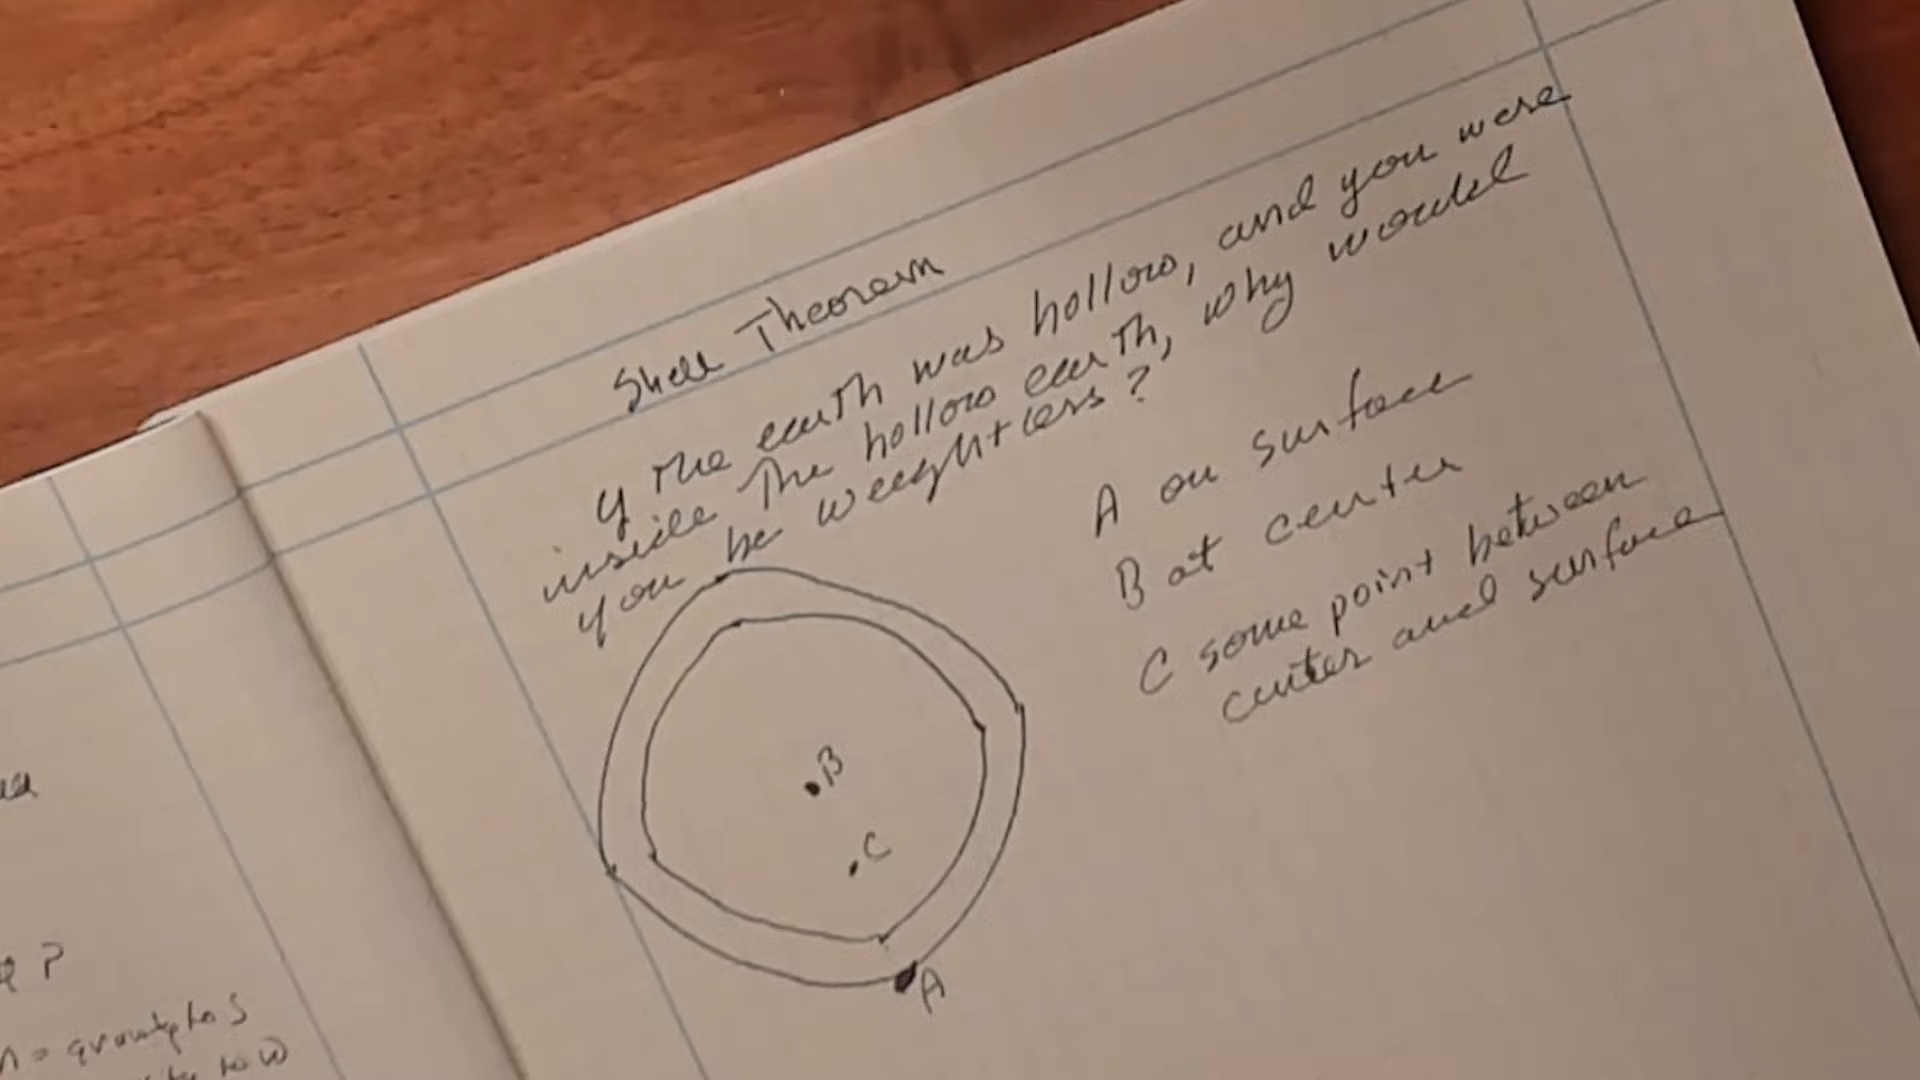 Shell Theorem
If the earth was hollow, and you were
inside the hollow earth, why would
you be weightless?
A on surface
B at center
C some point between
center and surface
B
C
A